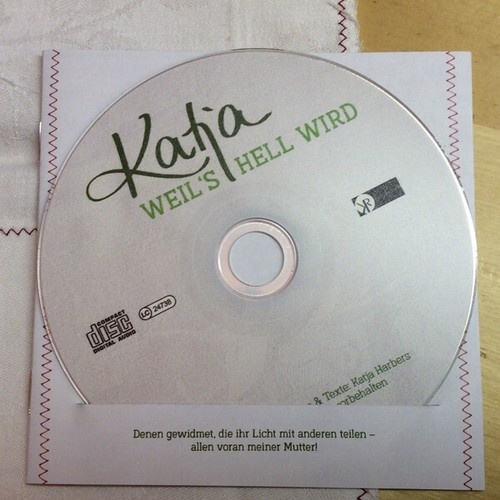 Katja
WEIL'S HELL WIRD
KR
COMPACT
disc
DIGITAL AUDIO
LC 24738
& Texte: Katja Harbers
vorbehalten
Denen gewidmet, die ihr Licht mit anderen teilen –
allen voran meiner Mutter!